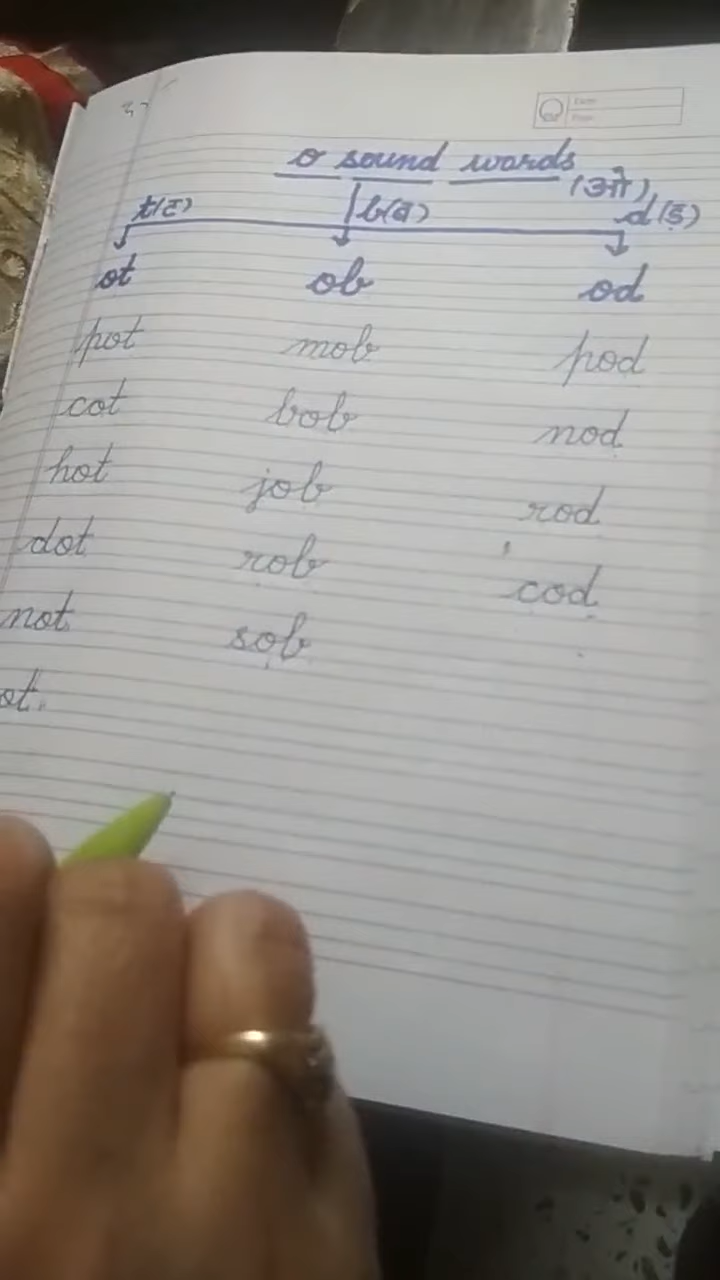 o sound words (ओ)
t(ट) b(ब) d(ड)
ot ob od
pot mob pod
cot bob nod
hot job rod
dot rob cod
not sob
ot.